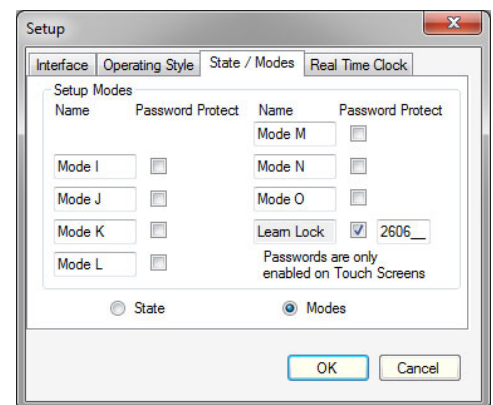 Setup
Interface Operating Style State / Modes Real Time Clock
Setup Modes
Name Password Protect Name Password Protect
Mode M
Mode I Mode N
Mode J Mode O
Mode K Learn Lock 2606__
Mode L Passwords are only
enabled on Touch Screens
State Modes
OK Cancel